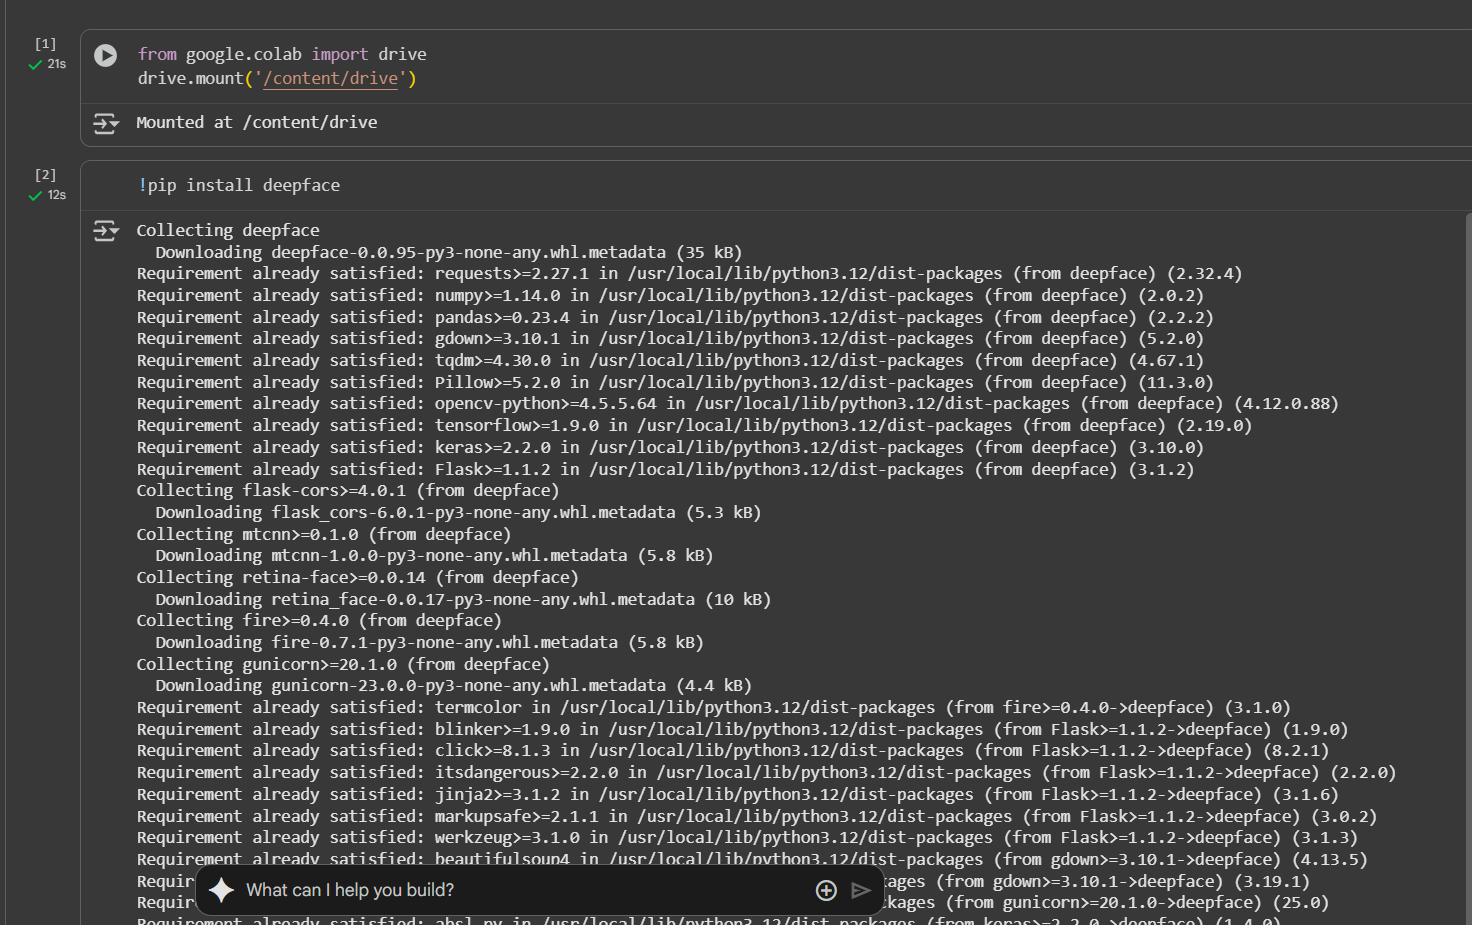 [1]
21s
from google.colab import drive
drive.mount('/content/drive')
Mounted at /content/drive
[2]
12s
!pip install deepface
Collecting deepface
  Downloading deepface-0.0.95-py3-none-any.whl.metadata (35 kB)
Requirement already satisfied: requests>=2.27.1 in /usr/local/lib/python3.12/dist-packages (from deepface) (2.32.4)
Requirement already satisfied: numpy>=1.14.0 in /usr/local/lib/python3.12/dist-packages (from deepface) (2.0.2)
Requirement already satisfied: pandas>=0.23.4 in /usr/local/lib/python3.12/dist-packages (from deepface) (2.2.2)
Requirement already satisfied: gdown>=3.10.1 in /usr/local/lib/python3.12/dist-packages (from deepface) (5.2.0)
Requirement already satisfied: tqdm>=4.30.0 in /usr/local/lib/python3.12/dist-packages (from deepface) (4.67.1)
Requirement already satisfied: Pillow>=5.2.0 in /usr/local/lib/python3.12/dist-packages (from deepface) (11.3.0)
Requirement already satisfied: opencv-python>=4.5.5.64 in /usr/local/lib/python3.12/dist-packages (from deepface) (4.12.0.88)
Requirement already satisfied: tensorflow>=1.9.0 in /usr/local/lib/python3.12/dist-packages (from deepface) (2.19.0)
Requirement already satisfied: keras>=2.2.0 in /usr/local/lib/python3.12/dist-packages (from deepface) (3.10.0)
Requirement already satisfied: Flask>=1.1.2 in /usr/local/lib/python3.12/dist-packages (from deepface) (3.1.2)
Collecting flask-cors>=4.0.1 (from deepface)
  Downloading flask_cors-6.0.1-py3-none-any.whl.metadata (5.3 kB)
Collecting mtcnn>=0.1.0 (from deepface)
  Downloading mtcnn-1.0.0-py3-none-any.whl.metadata (5.8 kB)
Collecting retina-face>=0.0.14 (from deepface)
  Downloading retina_face-0.0.17-py3-none-any.whl.metadata (10 kB)
Collecting fire>=0.4.0 (from deepface)
  Downloading fire-0.7.1-py3-none-any.whl.metadata (5.8 kB)
Collecting gunicorn>=20.1.0 (from deepface)
  Downloading gunicorn-23.0.0-py3-none-any.whl.metadata (4.4 kB)
Requirement already satisfied: termcolor in /usr/local/lib/python3.12/dist-packages (from fire>=0.4.0->deepface) (3.1.0)
Requirement already satisfied: blinker>=1.9.0 in /usr/local/lib/python3.12/dist-packages (from Flask>=1.1.2->deepface) (1.9.0)
Requirement already satisfied: click>=8.1.3 in /usr/local/lib/python3.12/dist-packages (from Flask>=1.1.2->deepface) (8.2.1)
Requirement already satisfied: itsdangerous>=2.2.0 in /usr/local/lib/python3.12/dist-packages (from Flask>=1.1.2->deepface) (2.2.0)
Requirement already satisfied: jinja2>=3.1.2 in /usr/local/lib/python3.12/dist-packages (from Flask>=1.1.2->deepface) (3.1.6)
Requirement already satisfied: markupsafe>=2.1.1 in /usr/local/lib/python3.12/dist-packages (from Flask>=1.1.2->deepface) (3.0.2)
Requirement already satisfied: werkzeug>=3.1.0 in /usr/local/lib/python3.12/dist-packages (from Flask>=1.1.2->deepface) (3.1.3)
Requirement already satisfied: beautifulsoup4 in /usr/local/lib/python3.12/dist-packages (from gdown>=3.10.1->deepface) (4.13.5)
Requir
What can I help you build?
ages (from gdown>=3.10.1->deepface) (3.19.1)
Requir
kages (from gunicorn>=20.1.0->deepface) (25.0)
Requirement already satisfied: absl-py in /usr/local/lib/python3.12/dist-packages (from keras>=2.2.0->deepface) (1.4.0)